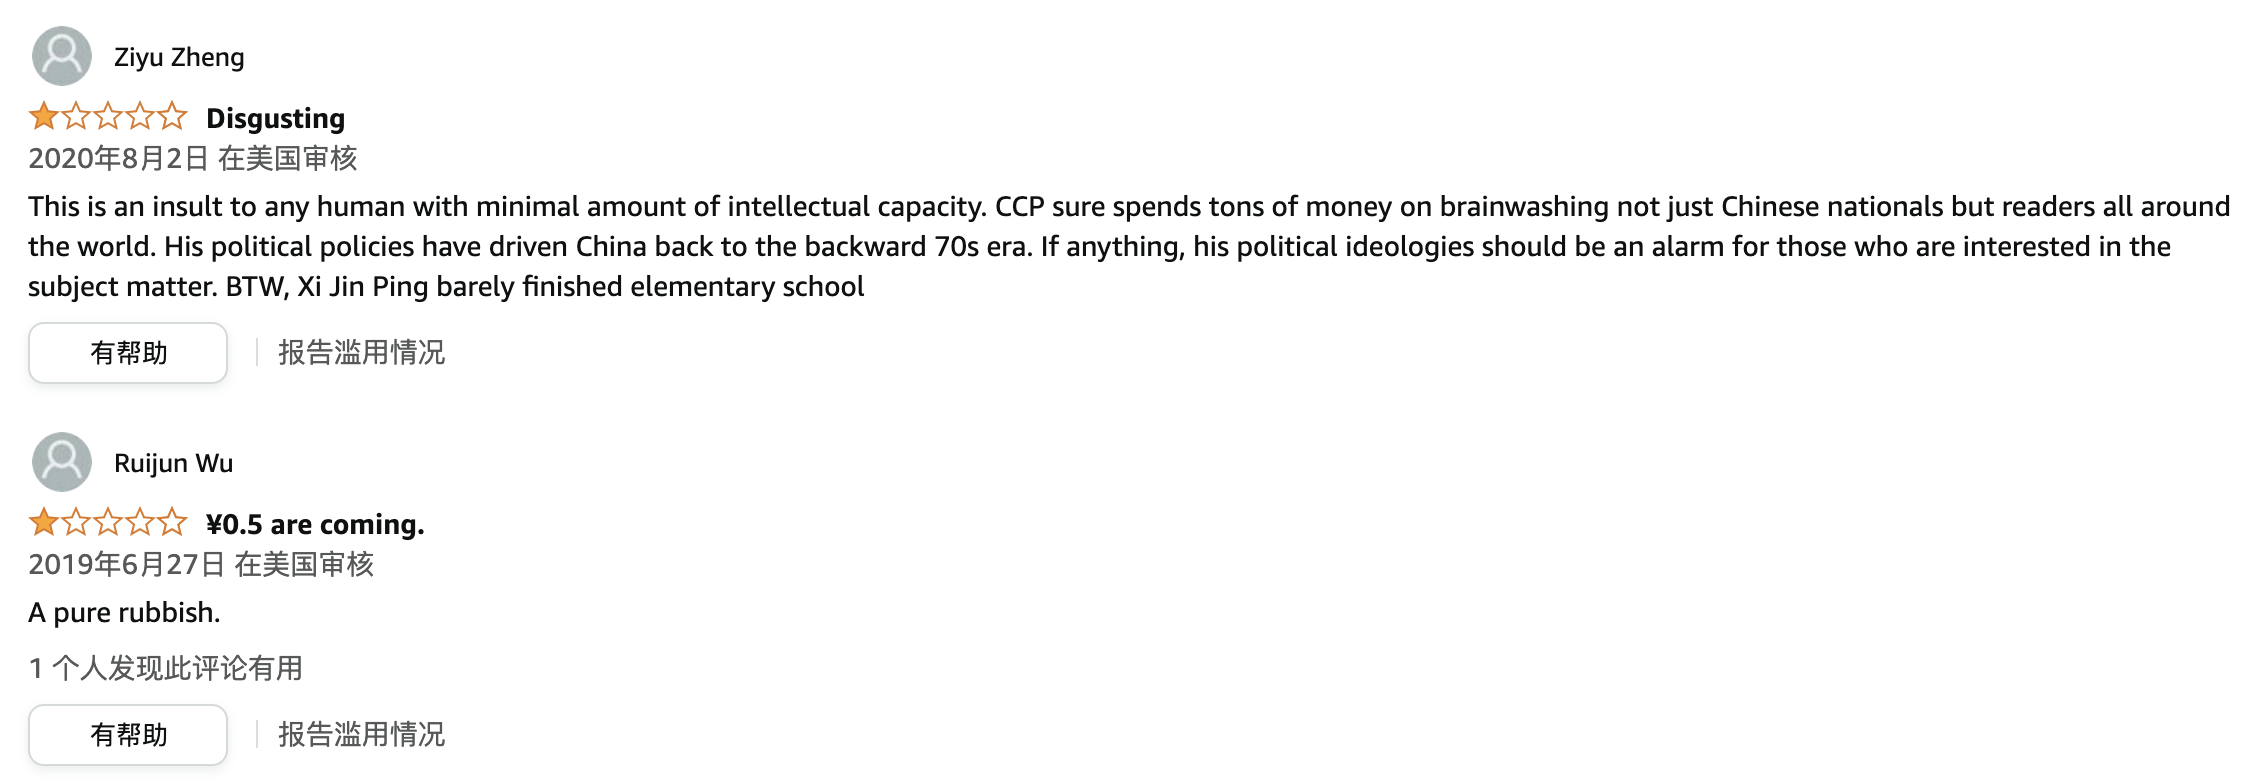 Ziyu Zheng
Disgusting
2020年8月2日 在美国审核
This is an insult to any human with minimal amount of intellectual capacity. CCP sure spends tons of money on brainwashing not just Chinese nationals but readers all around
the world. His political policies have driven China back to the backward 70s era. If anything, his political ideologies should be an alarm for those who are interested in the
subject matter. BTW, Xi Jin Ping barely finished elementary school
有帮助 报告滥用情况
Ruijun Wu
¥0.5 are coming.
2019年6月27日 在美国审核
A pure rubbish.
1 个人发现此评论有用
有帮助 报告滥用情况